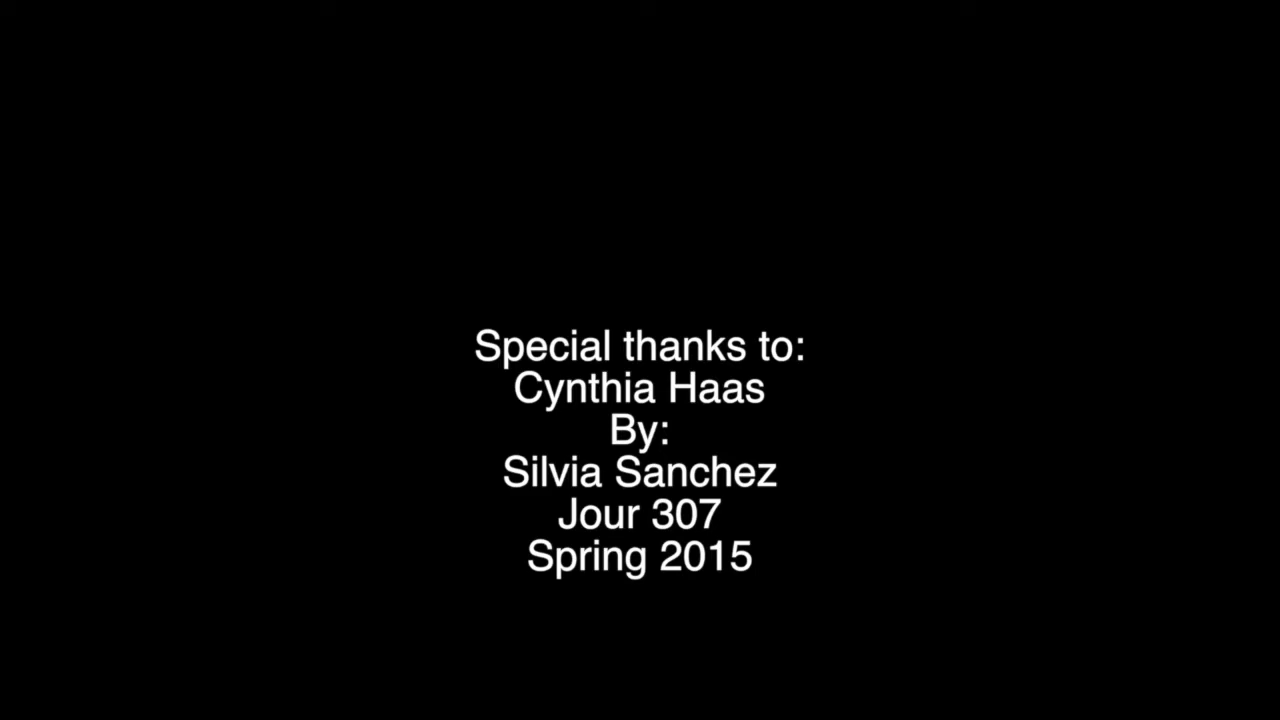 Special thanks to:
Cynthia Haas
By:
Silvia Sanchez
Jour 307
Spring 2015